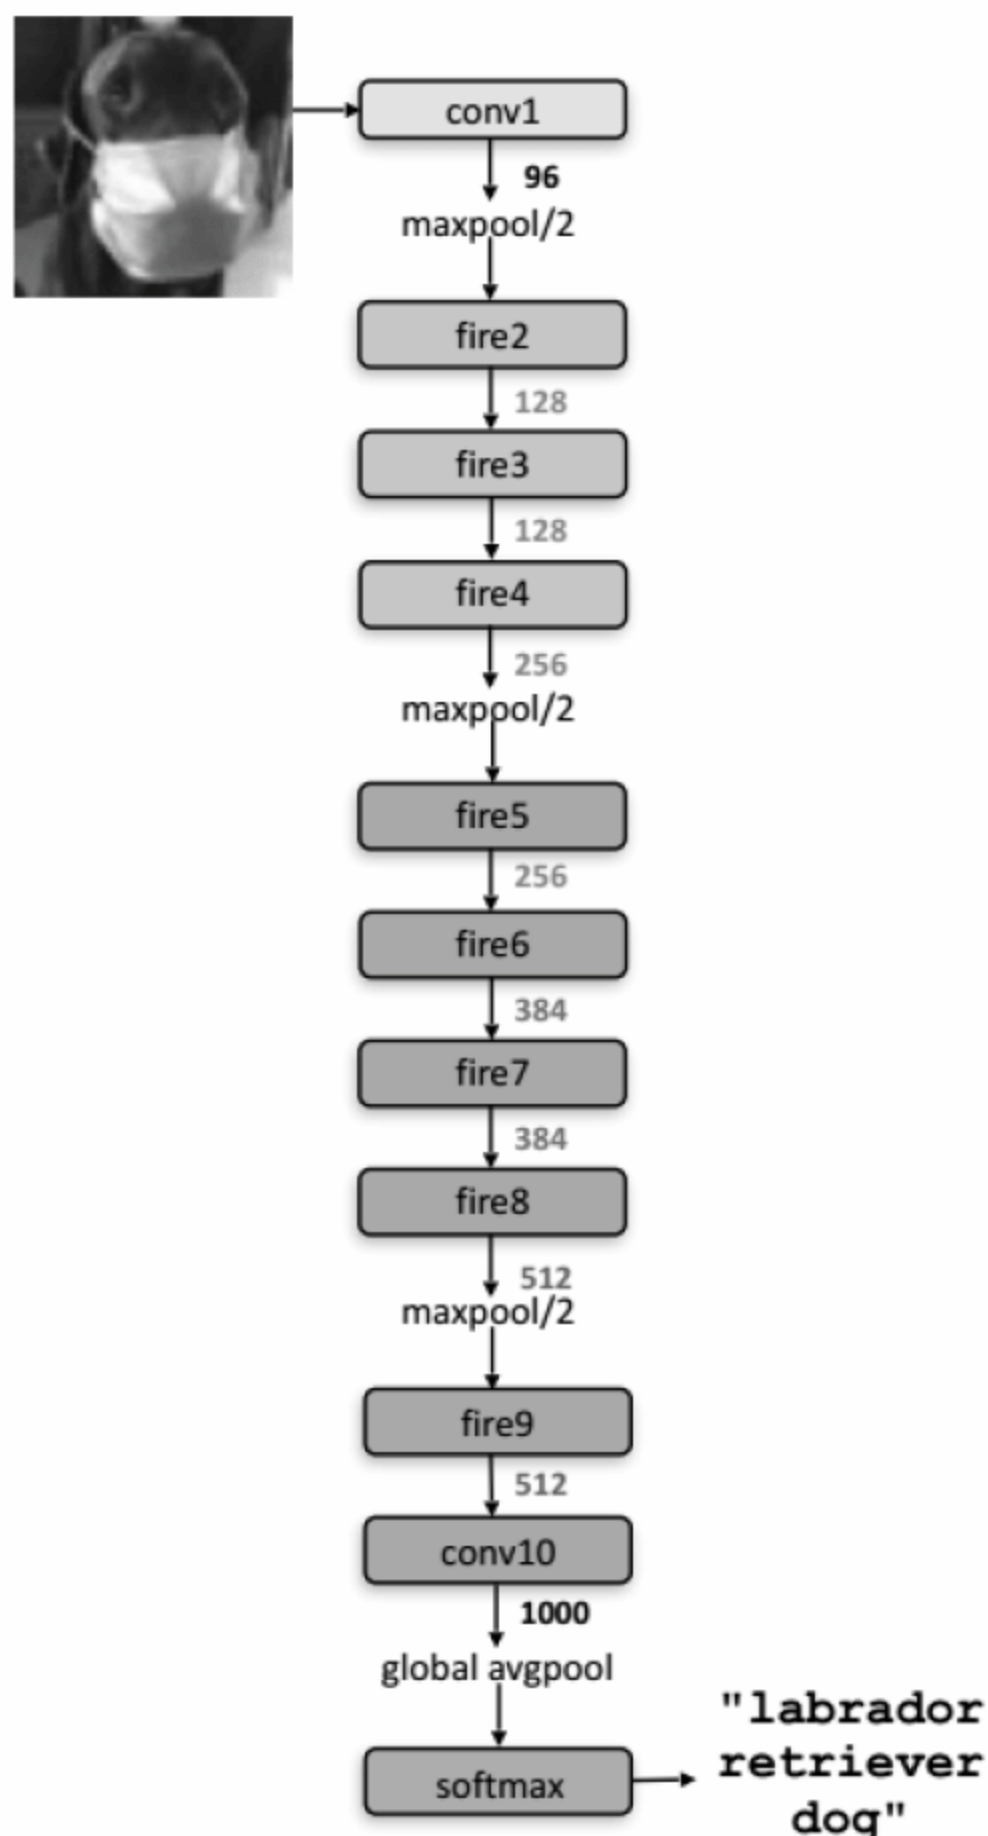 conv1
96
maxpool/2
fire2
128
fire3
128
fire4
256
maxpool/2
fire5
256
fire6
384
fire7
384
fire8
512
maxpool/2
fire9
512
conv10
1000
global avgpool
softmax
"labrador
retriever
dog"